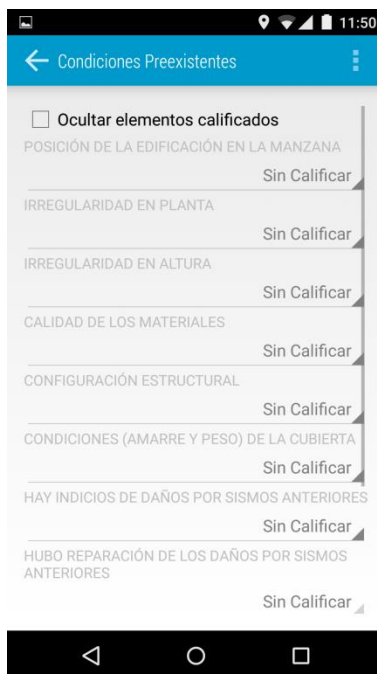 11:50
Condiciones Preexistentes
Ocultar elementos calificados
POSICIÓN DE LA EDIFICACIÓN EN LA MANZANA
Sin Calificar
IRREGULARIDAD EN PLANTA
Sin Calificar
IRREGULARIDAD EN ALTURA
Sin Calificar
CALIDAD DE LOS MATERIALES
Sin Calificar
CONFIGURACIÓN ESTRUCTURAL
Sin Calificar
CONDICIONES (AMARRE Y PESO) DE LA CUBIERTA
Sin Calificar
HAY INDICIOS DE DAÑOS POR SISMOS ANTERIORES
Sin Calificar
HUBO REPARACIÓN DE LOS DAÑOS POR SISMOS
ANTERIORES
Sin Calificar